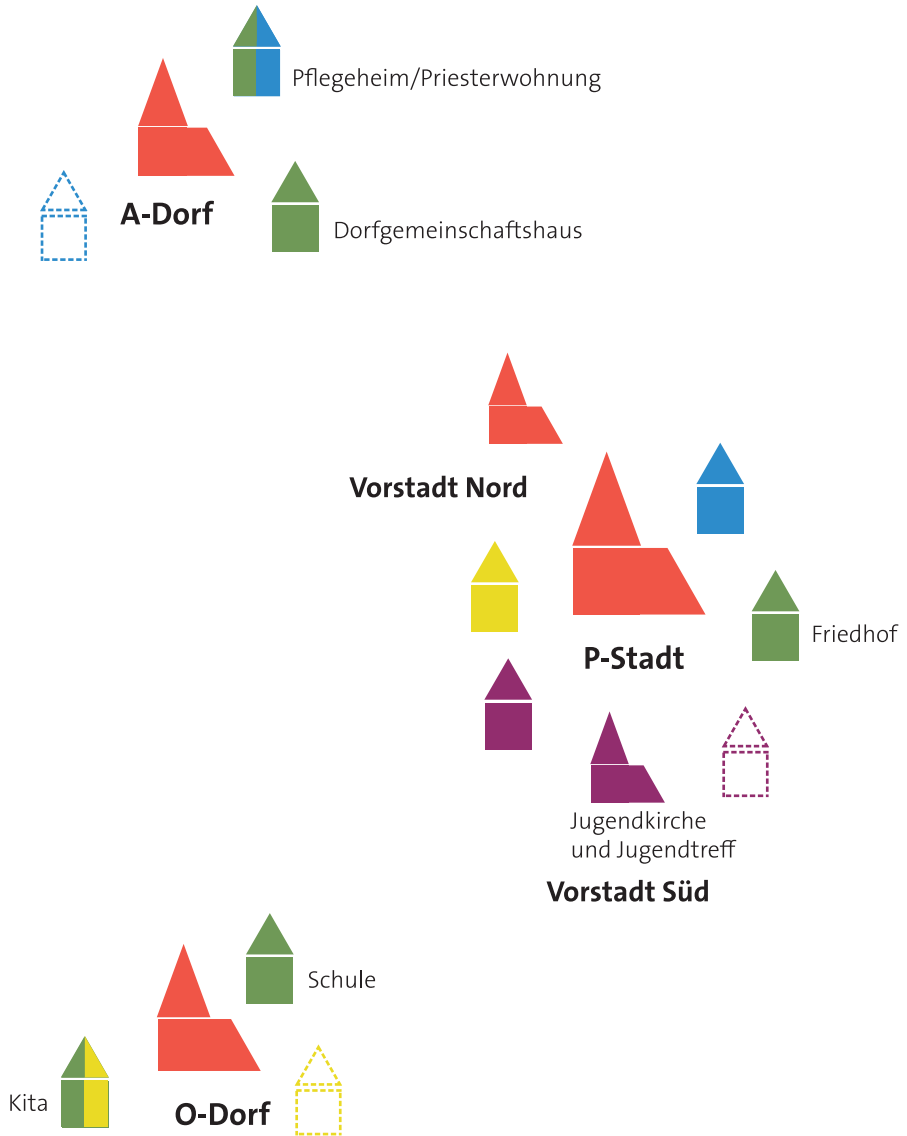 Pflegeheim/Priesterwohnung
A-Dorf
Dorfgemeinschaftshaus
Vorstadt Nord
P-Stadt
Friedhof
Jugendkirche
und Jugendtreff
Vorstadt Süd
Schule
Kita
O-Dorf